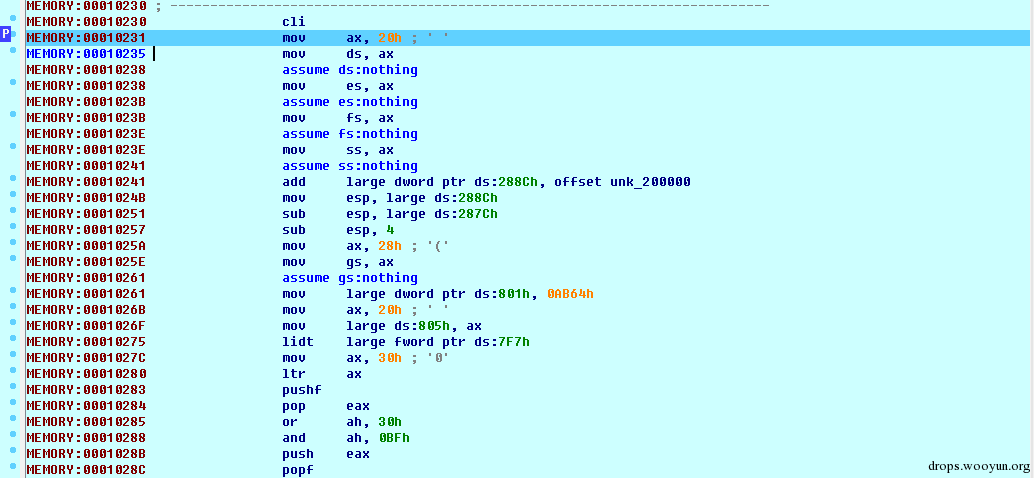 MEMORY:00010230 ; ---------------------------------------------------------------------------
MEMORY:00010230 cli
P MEMORY:00010231 mov ax, 20h ; ' '
MEMORY:00010235 mov ds, ax
MEMORY:00010238 assume ds:nothing
MEMORY:00010238 mov es, ax
MEMORY:0001023B assume es:nothing
MEMORY:0001023B mov fs, ax
MEMORY:0001023E assume fs:nothing
MEMORY:0001023E mov ss, ax
MEMORY:00010241 assume ss:nothing
MEMORY:00010241 add large dword ptr ds:288Ch, offset unk_200000
MEMORY:0001024B mov esp, large ds:288Ch
MEMORY:00010251 sub esp, large ds:287Ch
MEMORY:00010257 sub esp, 4
MEMORY:0001025A mov ax, 28h ; '('
MEMORY:0001025E mov gs, ax
MEMORY:00010261 assume gs:nothing
MEMORY:00010261 mov large dword ptr ds:801h, 0AB64h
MEMORY:0001026B mov ax, 20h ; ' '
MEMORY:0001026F mov large ds:805h, ax
MEMORY:00010275 lidt large fword ptr ds:7F7h
MEMORY:0001027C mov ax, 30h ; '0'
MEMORY:00010280 ltr ax
MEMORY:00010283 pushf
MEMORY:00010284 pop eax
MEMORY:00010285 or ah, 30h
MEMORY:00010288 and ah, 0BFh
MEMORY:0001028B push eax
MEMORY:0001028C popf
drops.wooyun.org